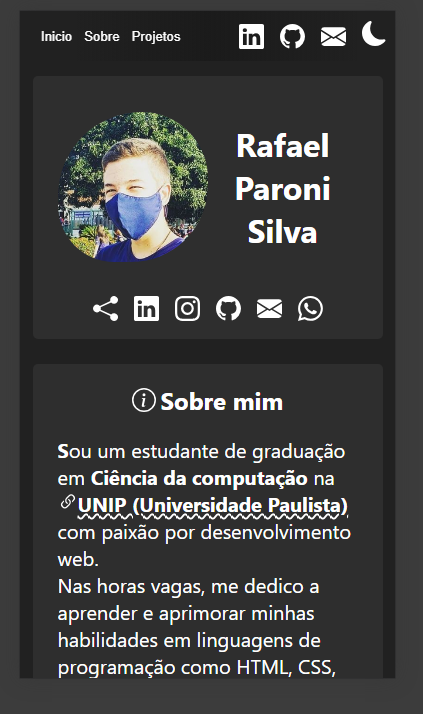 Inicio Sobre Projetos
Rafael
Paroni
Silva
Sobre mim
Sou um estudante de graduação
em Ciência da computação na
UNIP (Universidade Paulista)
com paixão por desenvolvimento
web.
Nas horas vagas, me dedico a
aprender e aprimorar minhas
habilidades em linguagens de
programação como HTML, CSS,